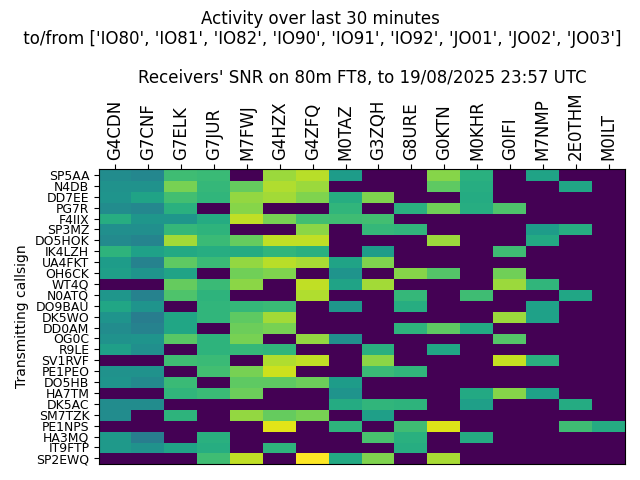 Activity over last 30 minutes
to/from ['IO80', 'IO81', 'IO82', 'IO90', 'IO91', 'IO92', 'JO01', 'JO02', 'JO03']
Receivers' SNR on 80m FT8, to 19/08/2025 23:57 UTC
G4CDN
G7CNF
G7ELK
G7JUR
M7FWJ
G4HZX
G4ZFQ
M0TAZ
G3ZQH
G8URE
G0KTN
M0KHR
G0IFI
M7NMP
2E0THM
M0ILT
Transmitting callsign
SP5AA
N4DB
DD7EE
PG7R
F4IIX
SP3MZ
DO5HOK
IK4LZH
UA4FKT
OH6CK
WT4Q
N0ATQ
DO9BAU
DK5WO
DD0AM
OG0C
R9LE
SV1RVF
PE1PEO
DO5HB
HA7TM
DK5AC
SM7TZK
PE1NPS
HA3MQ
IT9FTP
SP2EWQ